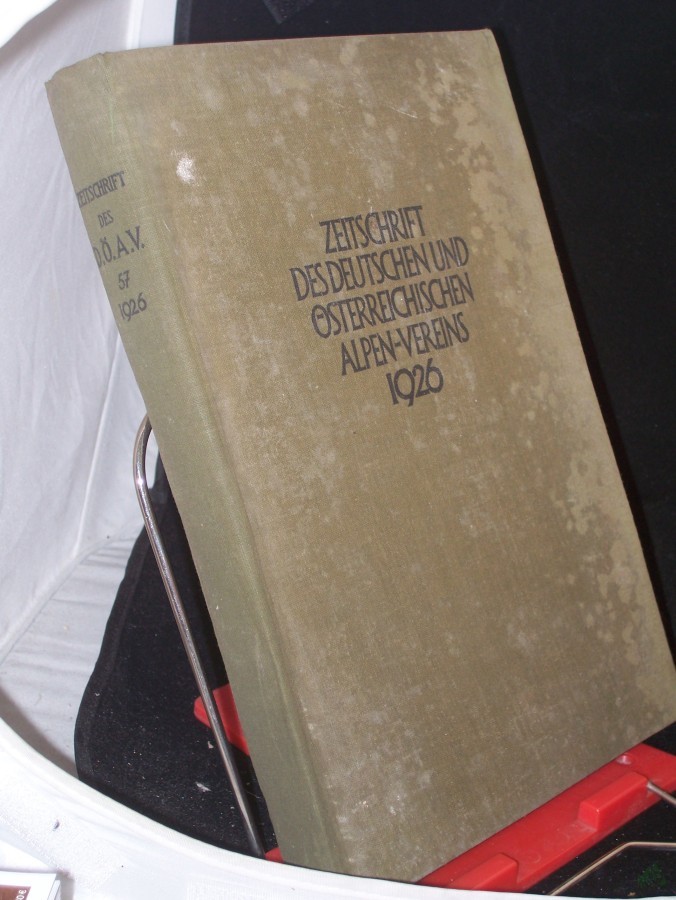 ZEITSCHRIFT
DES
D.Ö.A.V.
57
1926
ZEITSCHRIFT
DES DEUTSCHEN UND
ÖSTERREICHISCHEN
ALPEN-VEREINS
1926